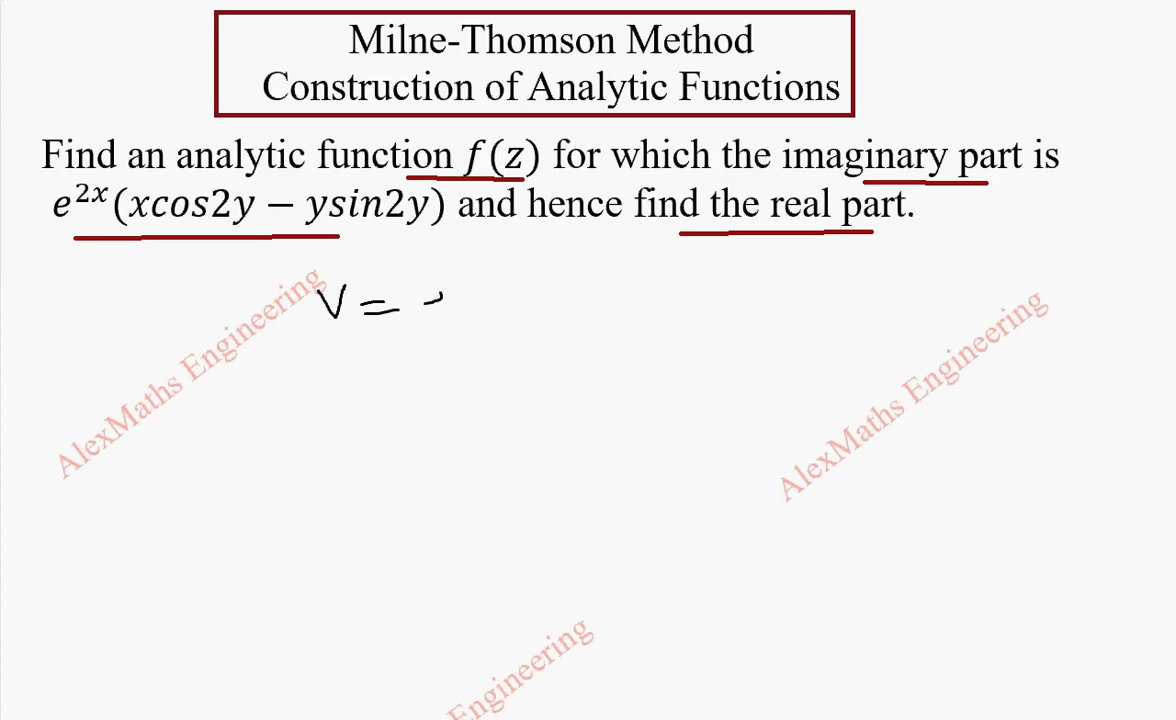 Milne-Thomson Method
Construction of Analytic Functions
Find an analytic function f(z) for which the imaginary part is
e^{2x}(xcos2y − ysin2y) and hence find the real part.
V =
AlexMaths Engineering
AlexMaths Engineering
Engineering